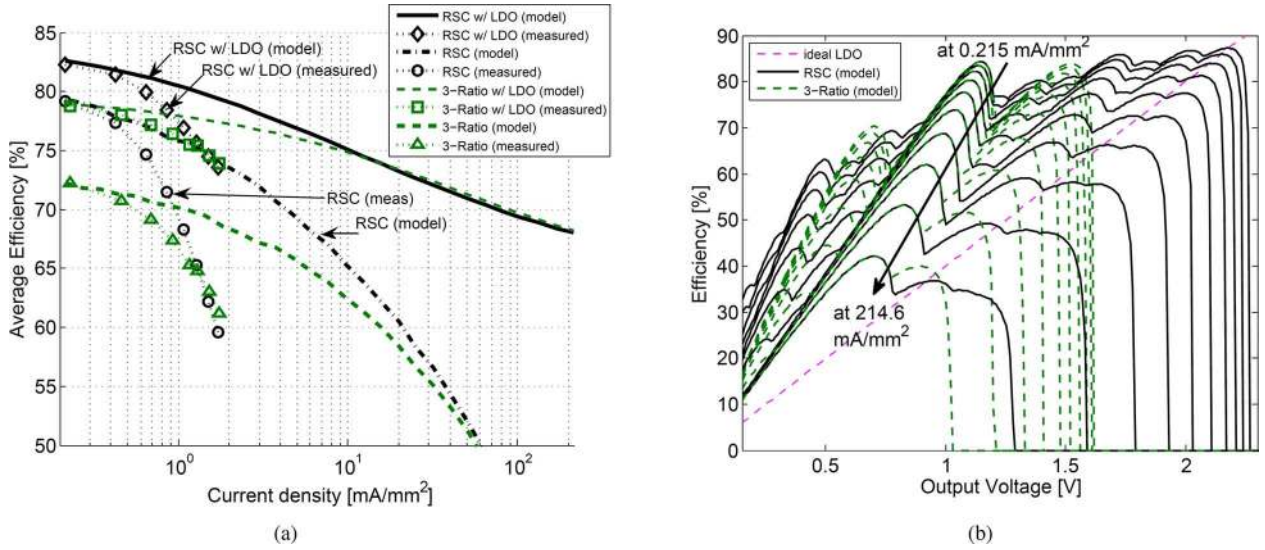 85
80
75
70
65
60
55
50
Average Efficiency [%]
10⁰
10¹
10²
Current density [mA/mm²]
RSC w/ LDO (model)
RSC w/ LDO (measured)
RSC (meas)
RSC (model)
RSC w/ LDO (model)
RSC w/ LDO (measured)
RSC (model)
RSC (measured)
3−Ratio w/ LDO (model)
3−Ratio w/ LDO (measured)
3−Ratio (model)
3−Ratio (measured)
(a)
90
80
70
60
50
40
30
20
10
0
Efficiency [%]
0.5
1
1.5
2
Output Voltage [V]
ideal LDO
RSC (model)
3−Ratio (model)
at 0.215 mA/mm²
at 214.6
mA/mm²
(b)